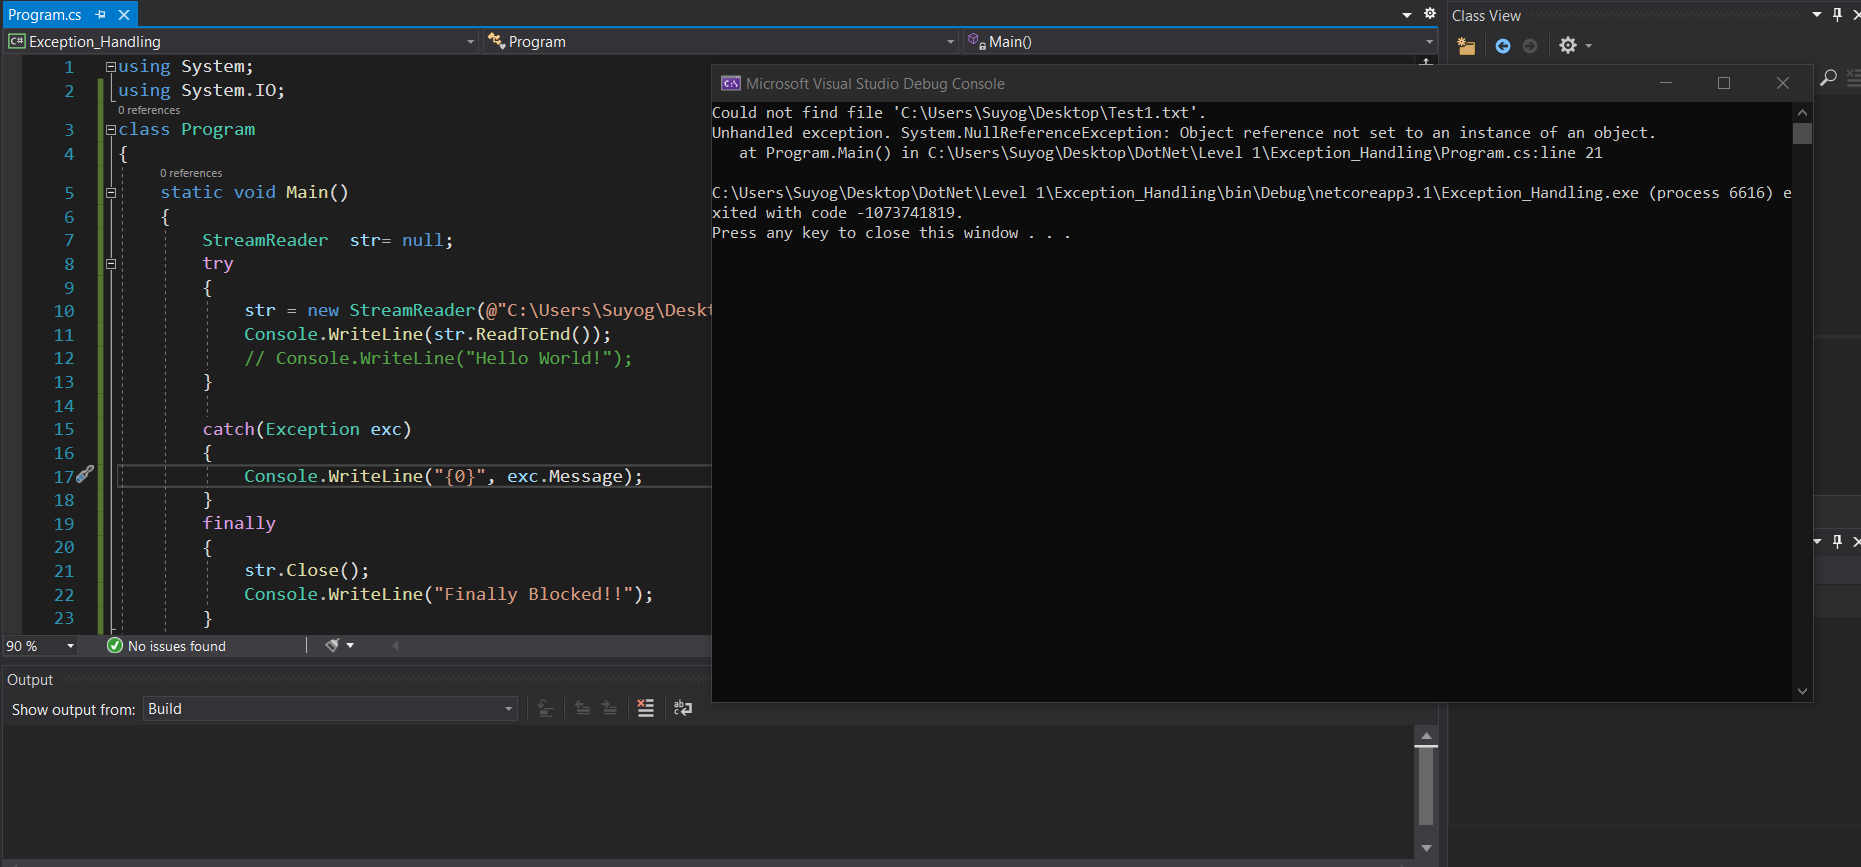 Program.cs
Class View
Exception_Handling
Program
Main()
1 using System;
2 using System.IO;
0 references
3 class Program
4 {
0 references
5 static void Main()
6 {
7 StreamReader  str= null;
8 try
9 {
10 str = new StreamReader(@"C:\Users\Suyog\Deskt
11 Console.WriteLine(str.ReadToEnd());
12 // Console.WriteLine("Hello World!");
13 }
14
15 catch(Exception exc)
16 {
17 Console.WriteLine("{0}", exc.Message);
18 }
19 finally
20 {
21 str.Close();
22 Console.WriteLine("Finally Blocked!!");
23 }
90 %
No issues found
Output
Show output from:
Build
Microsoft Visual Studio Debug Console
Could not find file 'C:\Users\Suyog\Desktop\Test1.txt'.
Unhandled exception. System.NullReferenceException: Object reference not set to an instance of an object.
at Program.Main() in C:\Users\Suyog\Desktop\DotNet\Level 1\Exception_Handling\Program.cs:line 21
C:\Users\Suyog\Desktop\DotNet\Level 1\Exception_Handling\bin\Debug\netcoreapp3.1\Exception_Handling.exe (process 6616) e
xited with code -1073741819.
Press any key to close this window . . .